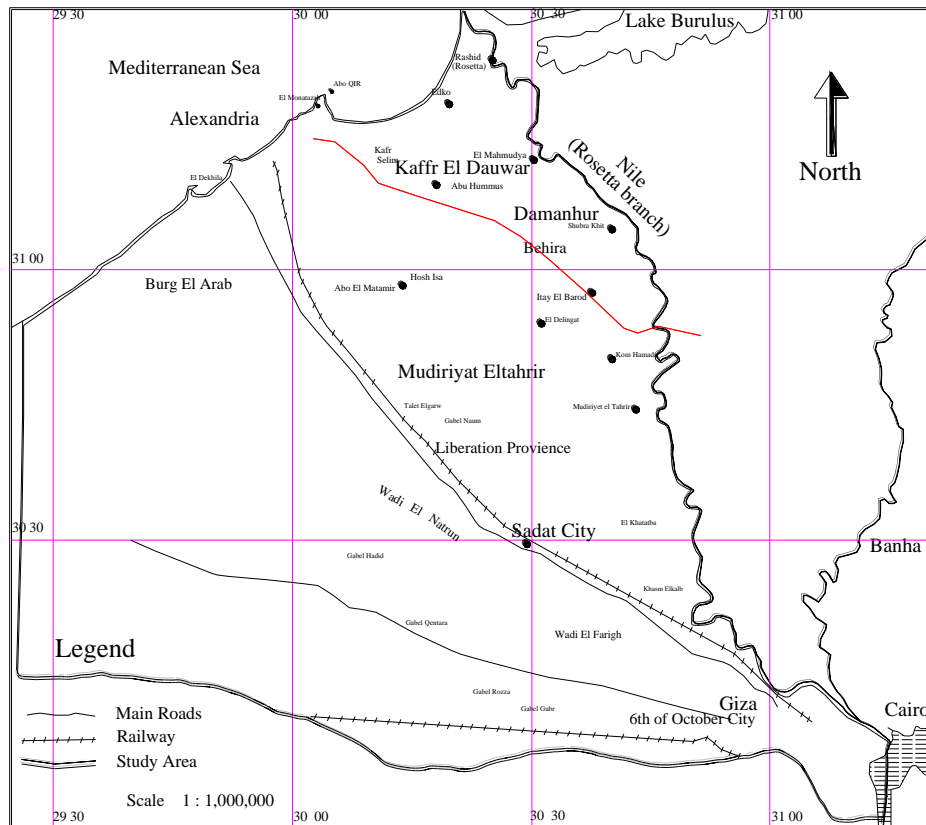 29 30
30 00
30 30
31 00
Lake Burulus
Mediterranean Sea
Rashid
(Rosetta)
Abo QIR
El Monatazah
Edko
Alexandria
Nile
(Rosetta branch)
North
Kafr
Selim
El Mahmudya
Kaffr El Dauwar
El Dekhila
Abu Hummus
Damanhur
Shubra Khit
Behira
31 00
Burg El Arab
Hosh Isa
Abo El Matamir
Itay El Barod
El Delingat
Kom Hamada
Mudiriyat Eltahrir
Talet Elgarw
Mudiriyet el Tahrir
Gabel Naum
Liberation Provience
Wadi El Natrun
El Khatatba
30 30
Sadat City
Banha
Gabel Hadid
Khasm Elkalb
Gabel Qentara
Wadi El Farigh
Legend
Gabel Rozza
Giza
Gabel Gubr
6th of October City
Cairo
Main Roads
Railway
Study Area
Scale 1 : 1,000,000
29 30
30 00
30 30
31 00